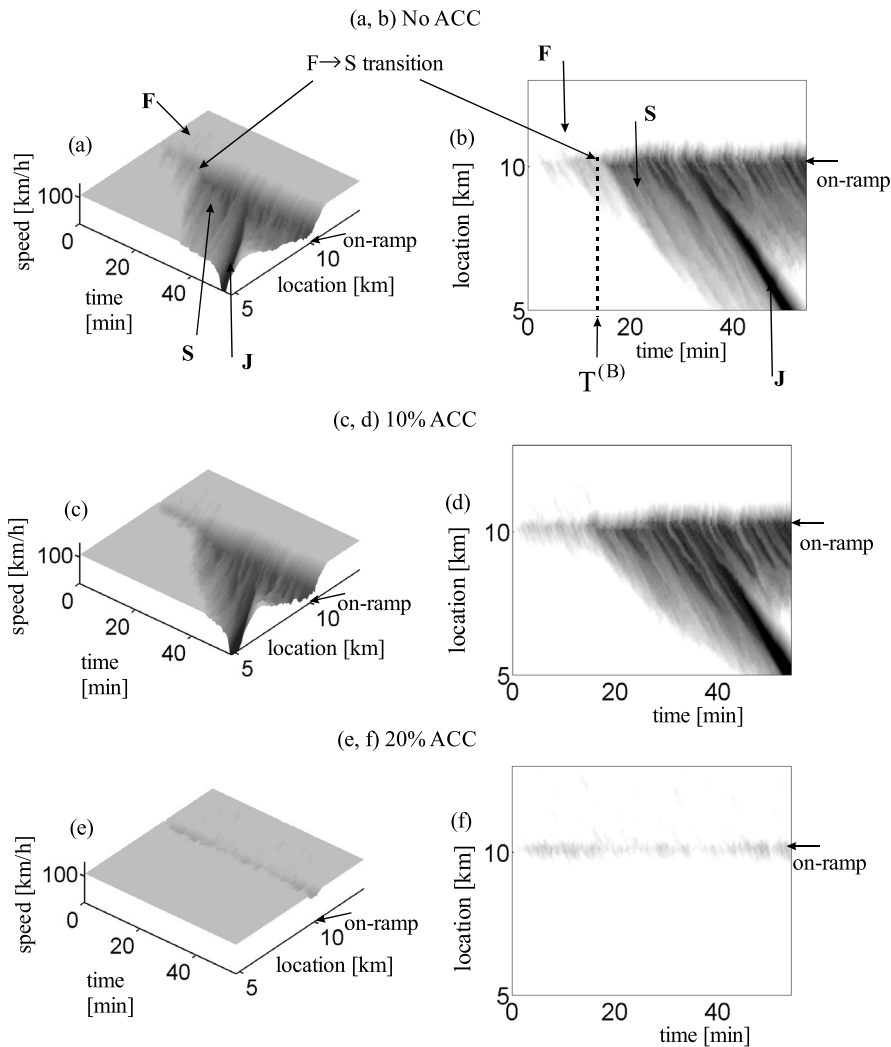 (a, b) No ACC
F→S transition
F
(a)
speed [km/h]
100
0
20
40
time
[min]
on-ramp
10
location [km]
5
S
J
F
(b)
S
location [km]
10
5
on-ramp
0
20
40
time [min]
T(B)
J
(c, d) 10% ACC
(c)
speed [km/h]
100
0
20
40
time
[min]
on-ramp
10
location [km]
5
(d)
location [km]
10
5
on-ramp
0
20
40
time [min]
(e, f) 20% ACC
(e)
speed [km/h]
100
0
20
40
time
[min]
on-ramp
10
location [km]
5
(f)
location [km]
10
5
on-ramp
0
20
40
time [min]